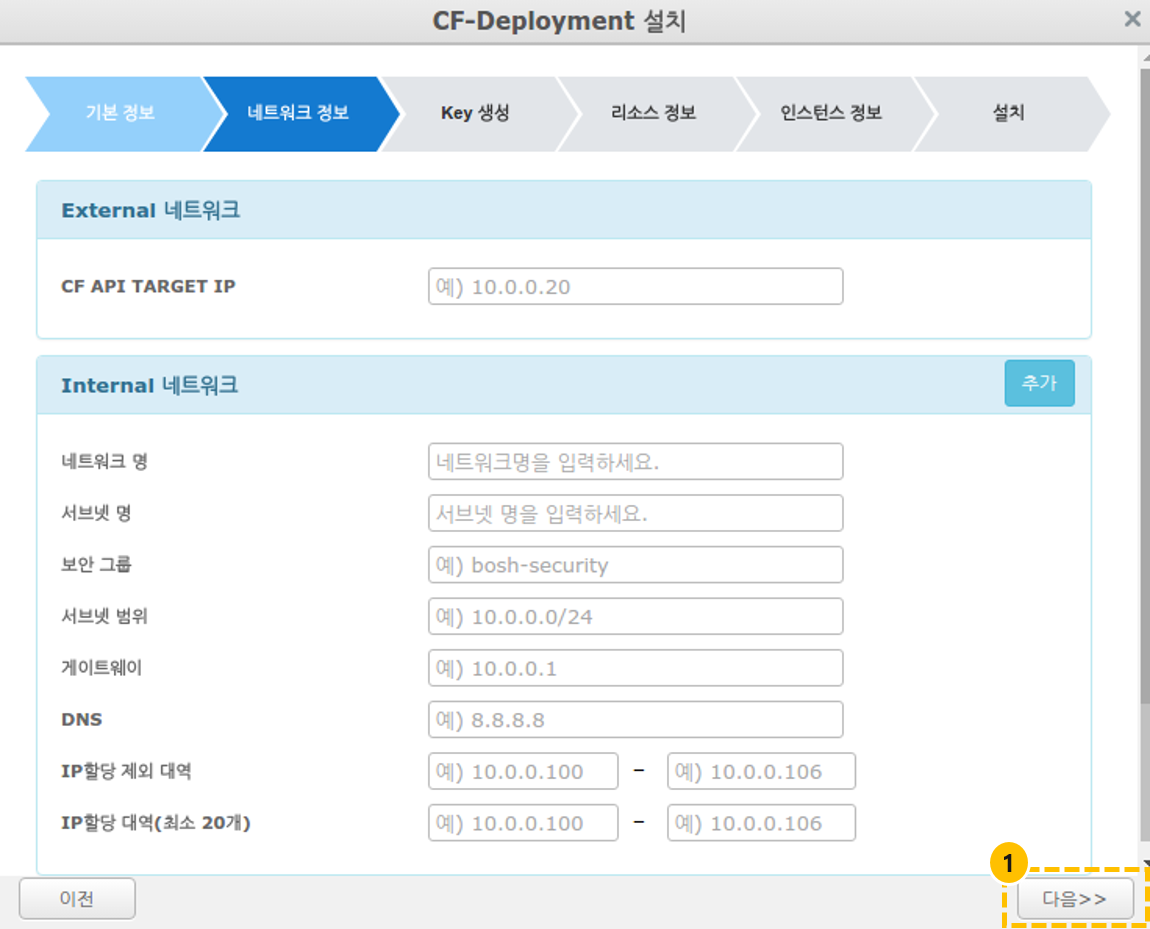 CF-Deployment 설치
×
기본 정보 네트워크 정보 Key 생성 리소스 정보 인스턴스 정보 설치
External 네트워크
CF API TARGET IP 예) 10.0.0.20
Internal 네트워크 추가
네트워크 명 네트워크명을 입력하세요.
서브넷 명 서브넷 명을 입력하세요.
보안 그룹 예) bosh-security
서브넷 범위 예) 10.0.0.0/24
게이트웨이 예) 10.0.0.1
DNS 예) 8.8.8.8
IP할당 제외 대역 예) 10.0.0.100 – 예) 10.0.0.106
IP할당 대역(최소 20개) 예) 10.0.0.100 – 예) 10.0.0.106
1
이전 다음>>